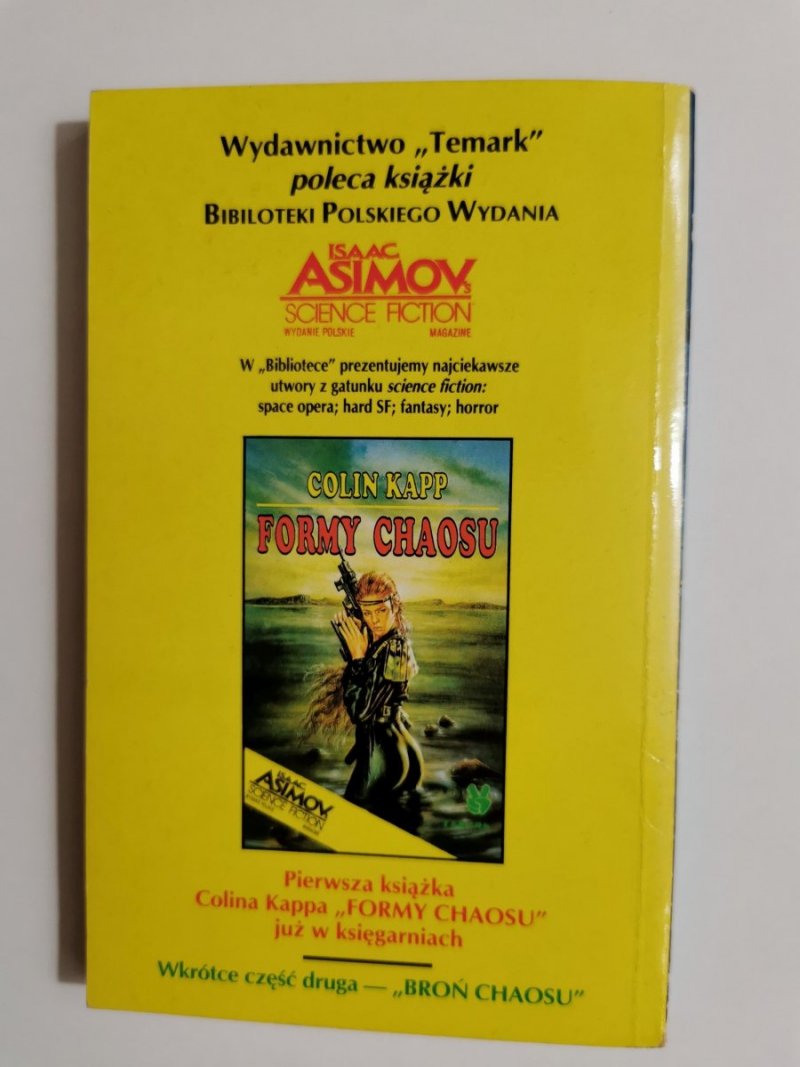 Wydawnictwo „Temark”
poleca książki
BIBILOTEKI POLSKIEGO WYDANIA
ISAAC
ASIMOV's
SCIENCE FICTION
WYDANIE POLSKIE MAGAZINE
W „Bibliotece” prezentujemy najciekawsze
utwory z gatunku science fiction:
space opera; hard SF; fantasy; horror
COLIN KAPP
FORMY CHAOSU
ISAAC
ASIMOV's
SCIENCE FICTION
Pierwsza książka
Colina Kappa „FORMY CHAOSU”
już w księgarniach
Wkrótce część druga — „BROŃ CHAOSU”